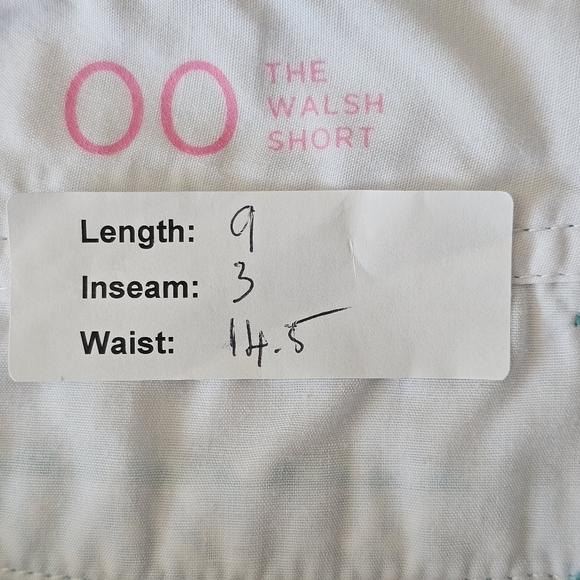 00 THE
WALSH
SHORT
Length: 9
Inseam: 3
Waist: 14.5